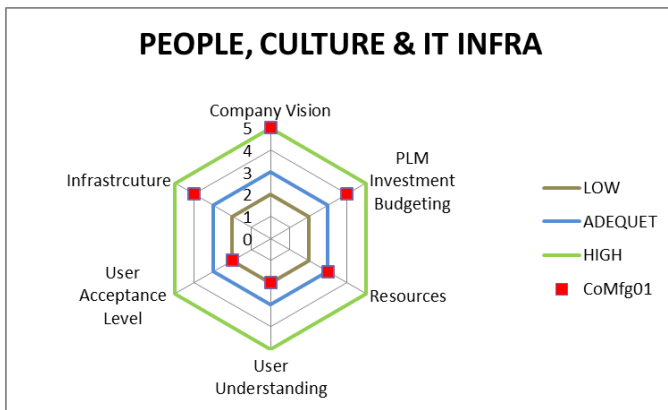 PEOPLE, CULTURE & IT INFRA
Company Vision
5
4
3
2
1
0
PLM
Investment
Budgeting
Resources
User
Understanding
User
Acceptance
Level
Infrastrcuture
LOW
ADEQUET
HIGH
CoMfg01